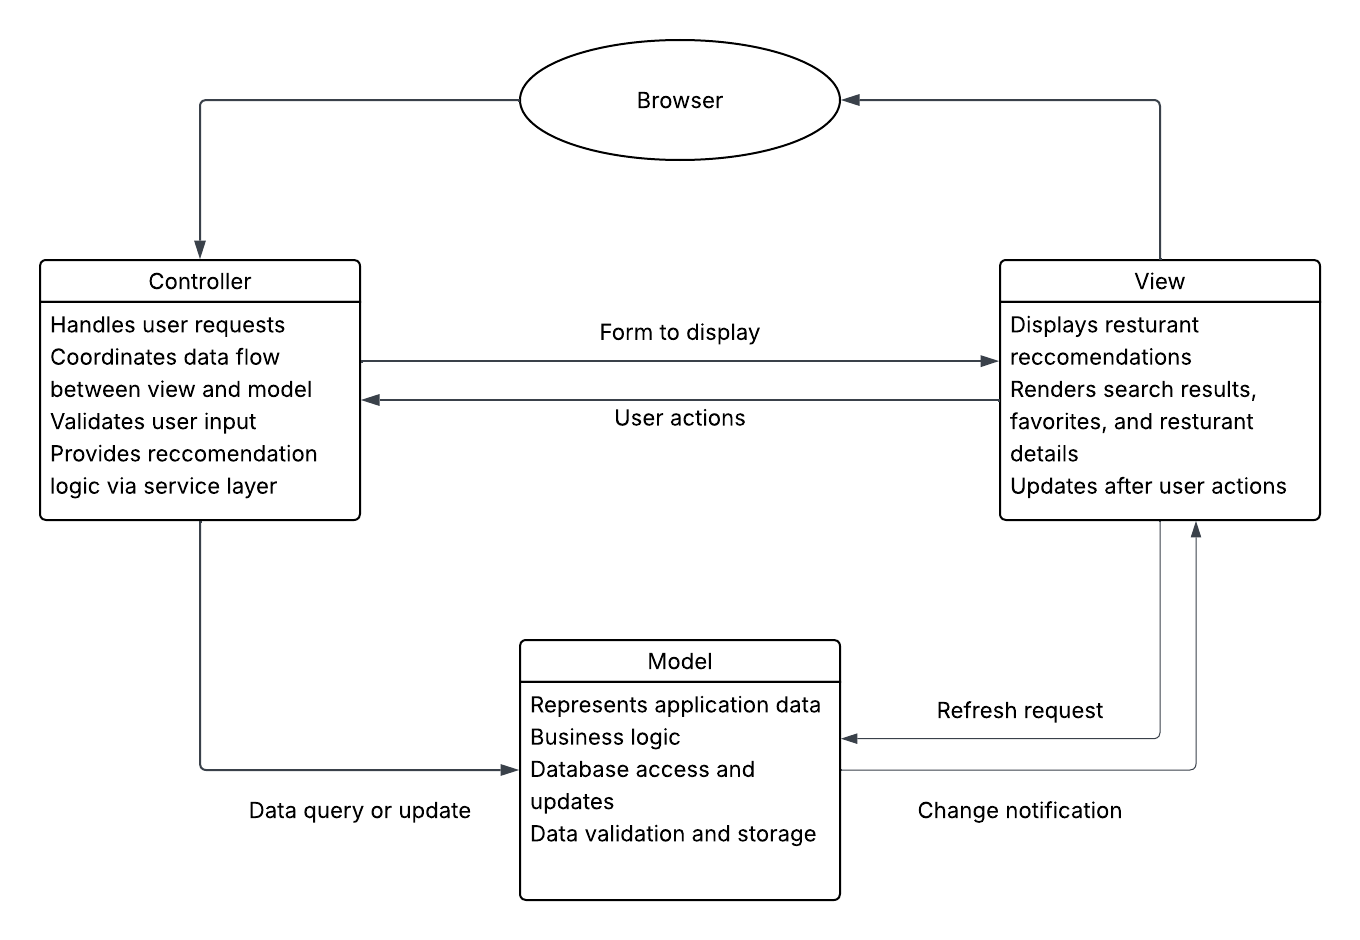 Browser
Controller
Handles user requests
Coordinates data flow
between view and model
Validates user input
Provides reccomendation
logic via service layer
Form to display
User actions
View
Displays resturant
reccomendations
Renders search results,
favorites, and resturant
details
Updates after user actions
Model
Represents application data
Business logic
Database access and
updates
Data validation and storage
Data query or update
Refresh request
Change notification